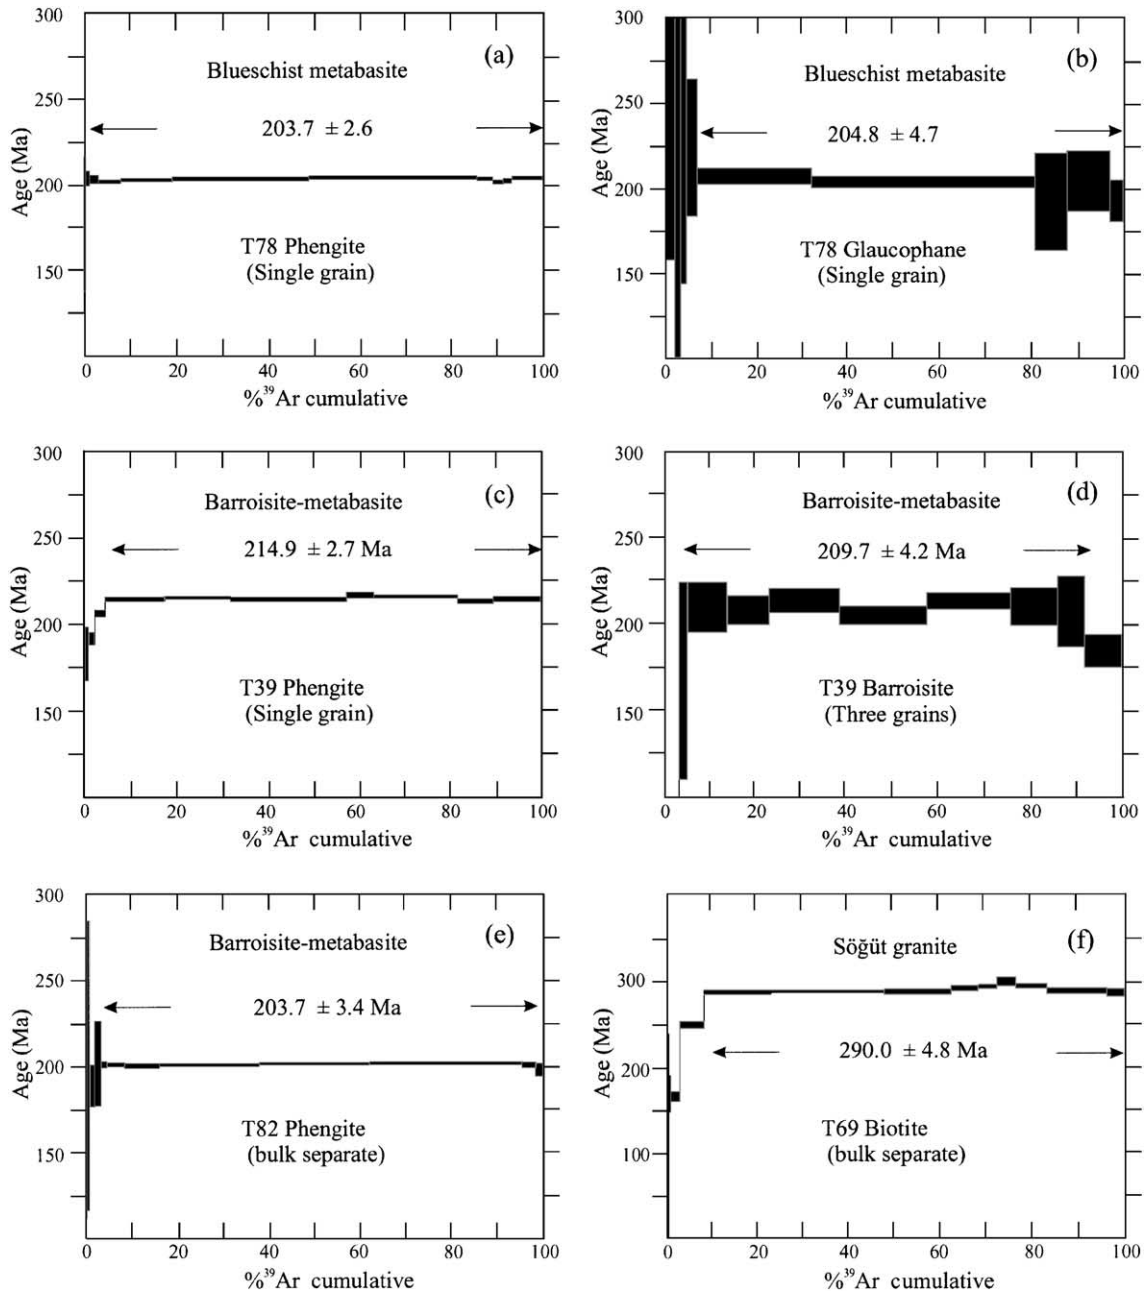 (a)
Blueschist metabasite
203.7 ± 2.6
T78 Phengite
(Single grain)
Age (Ma)
300
250
200
150
0 20 40 60 80 100
%³⁹Ar cumulative
(b)
Blueschist metabasite
204.8 ± 4.7
T78 Glaucophane
(Single grain)
Age (Ma)
300
250
200
150
0 20 40 60 80 100
%³⁹Ar cumulative
(c)
Barroisite-metabasite
214.9 ± 2.7 Ma
T39 Phengite
(Single grain)
Age (Ma)
300
250
200
150
0 20 40 60 80 100
%³⁹Ar cumulative
(d)
Barroisite-metabasite
209.7 ± 4.2 Ma
T39 Barroisite
(Three grains)
Age (Ma)
300
250
200
150
0 20 40 60 80 100
%³⁹Ar cumulative
(e)
Barroisite-metabasite
203.7 ± 3.4 Ma
T82 Phengite
(bulk separate)
Age (Ma)
300
250
200
150
0 20 40 60 80 100
%³⁹Ar cumulative
(f)
Söğüt granite
290.0 ± 4.8 Ma
T69 Biotite
(bulk separate)
Age (Ma)
400
300
200
100
0 20 40 60 80 100
%³⁹Ar cumulative